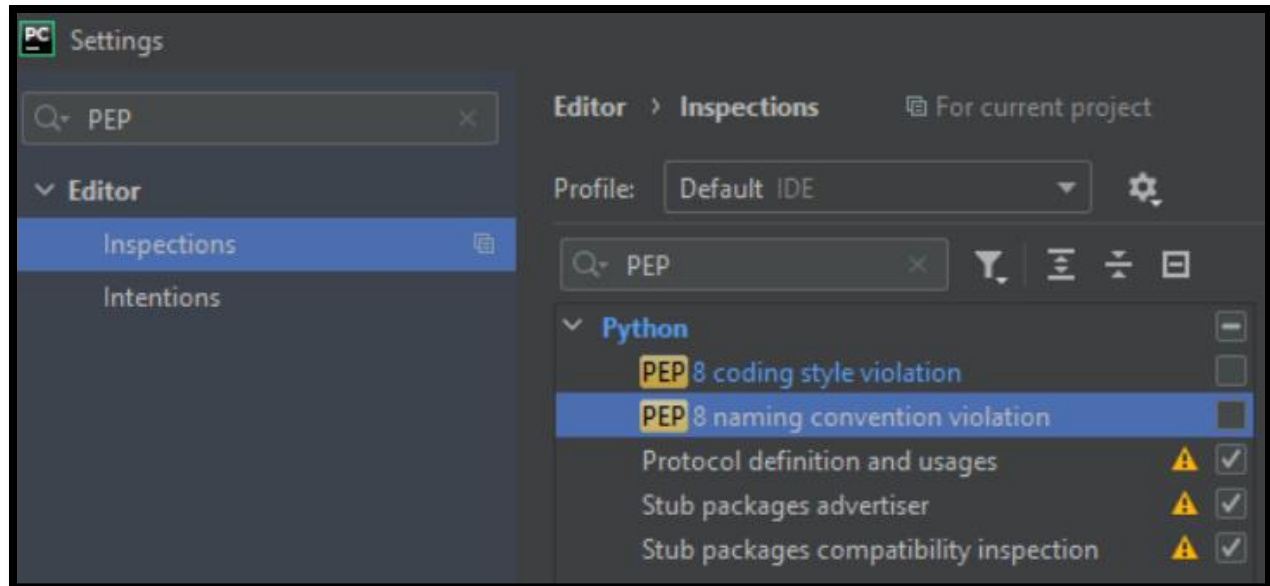 PC Settings
PEP
Editor
Inspections
Intentions
Editor › Inspections For current project
Profile: Default IDE
PEP
Python
PEP 8 coding style violation
PEP 8 naming convention violation
Protocol definition and usages
Stub packages advertiser
Stub packages compatibility inspection